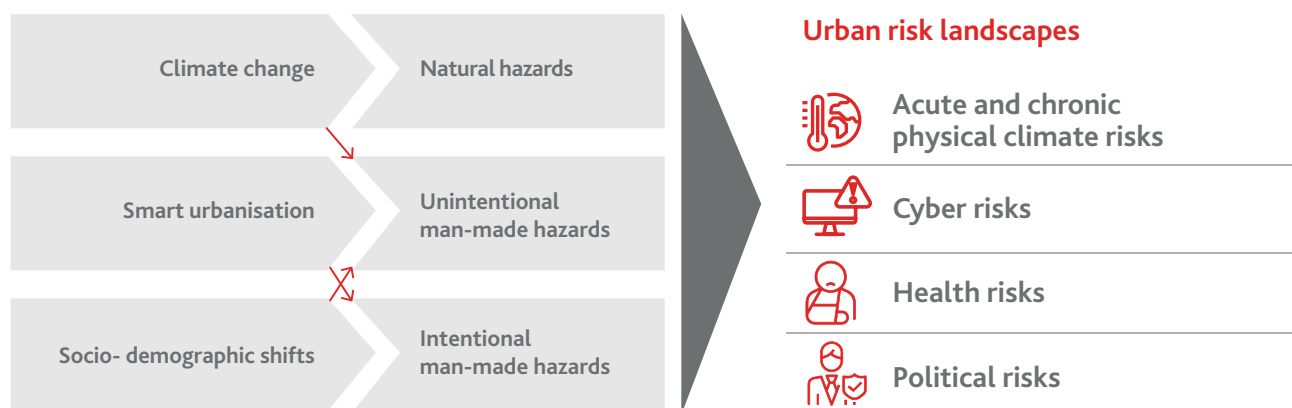 Climate change
Natural hazards
Smart urbanisation
Unintentional
man-made hazards
Socio- demographic shifts
Intentional
man-made hazards
Urban risk landscapes
Acute and chronic
physical climate risks
Cyber risks
Health risks
Political risks